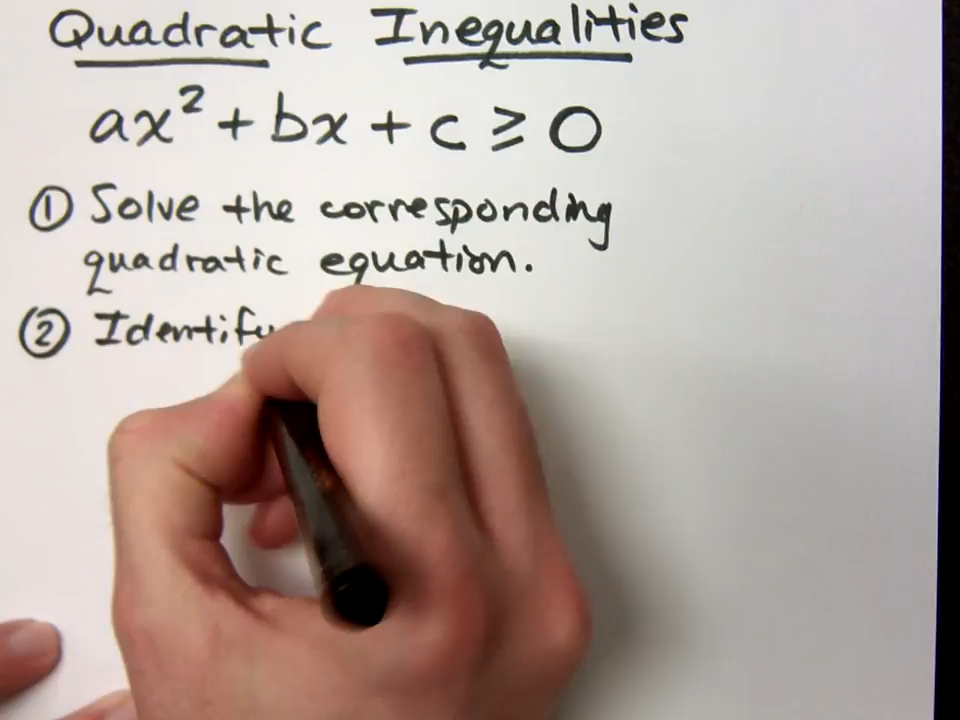 Quadratic Inequalities
ax² + bx + c ≥ 0
① Solve the corresponding
quadratic equation.
② Identify